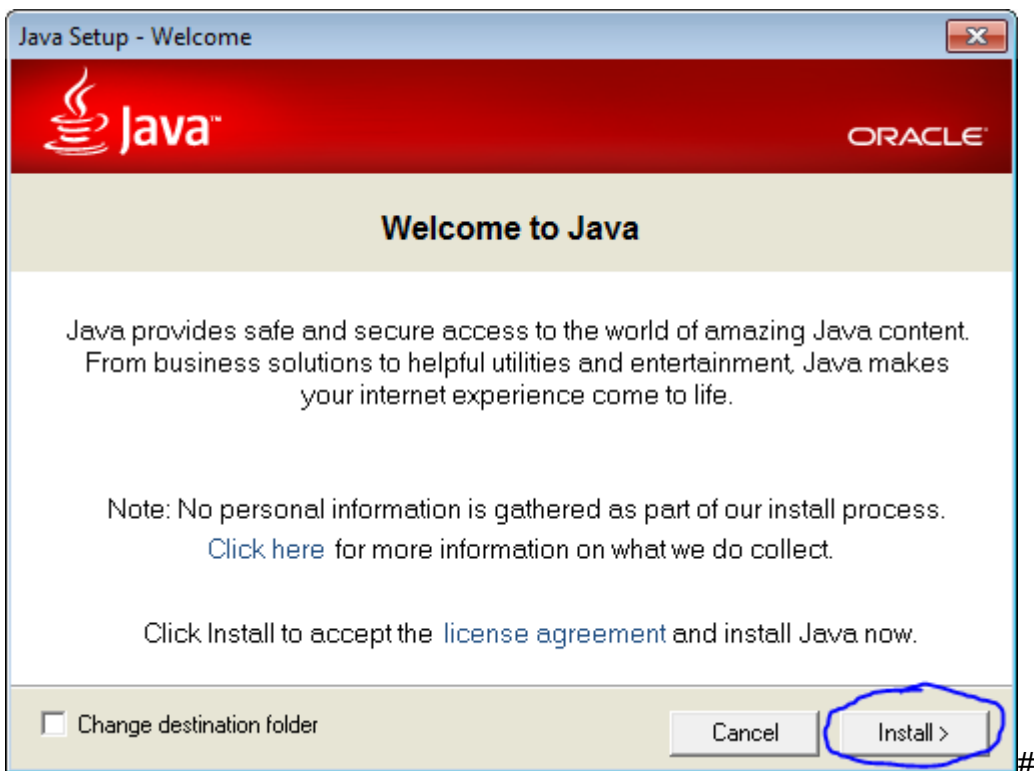 Java Setup - Welcome
Java™
ORACLE
Welcome to Java
Java provides safe and secure access to the world of amazing Java content.
From business solutions to helpful utilities and entertainment, Java makes
your internet experience come to life.
Note: No personal information is gathered as part of our install process.
Click here for more information on what we do collect.
Click Install to accept the license agreement and install Java now.
Change destination folder
Cancel
Install >
#